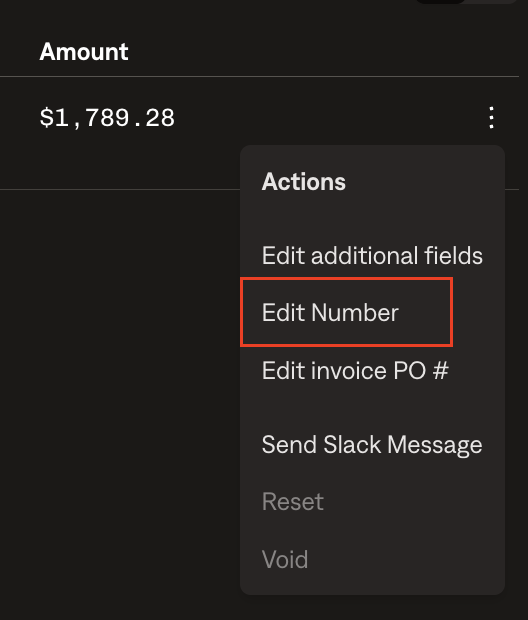 Amount
$1,789.28
Actions
Edit additional fields
Edit Number
Edit invoice PO #
Send Slack Message
Reset
Void